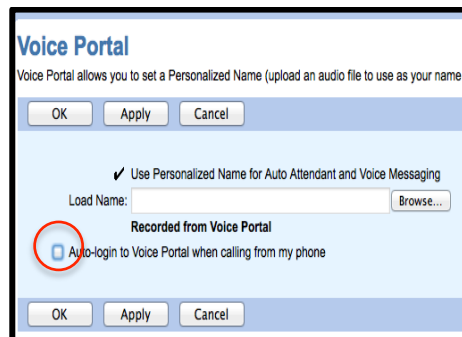 Voice Portal
Voice Portal allows you to set a Personalized Name (upload an audio file to use as your name
OK Apply Cancel
✔ Use Personalized Name for Auto Attendant and Voice Messaging
Load Name: Browse...
Recorded from Voice Portal
Auto-login to Voice Portal when calling from my phone
OK Apply Cancel